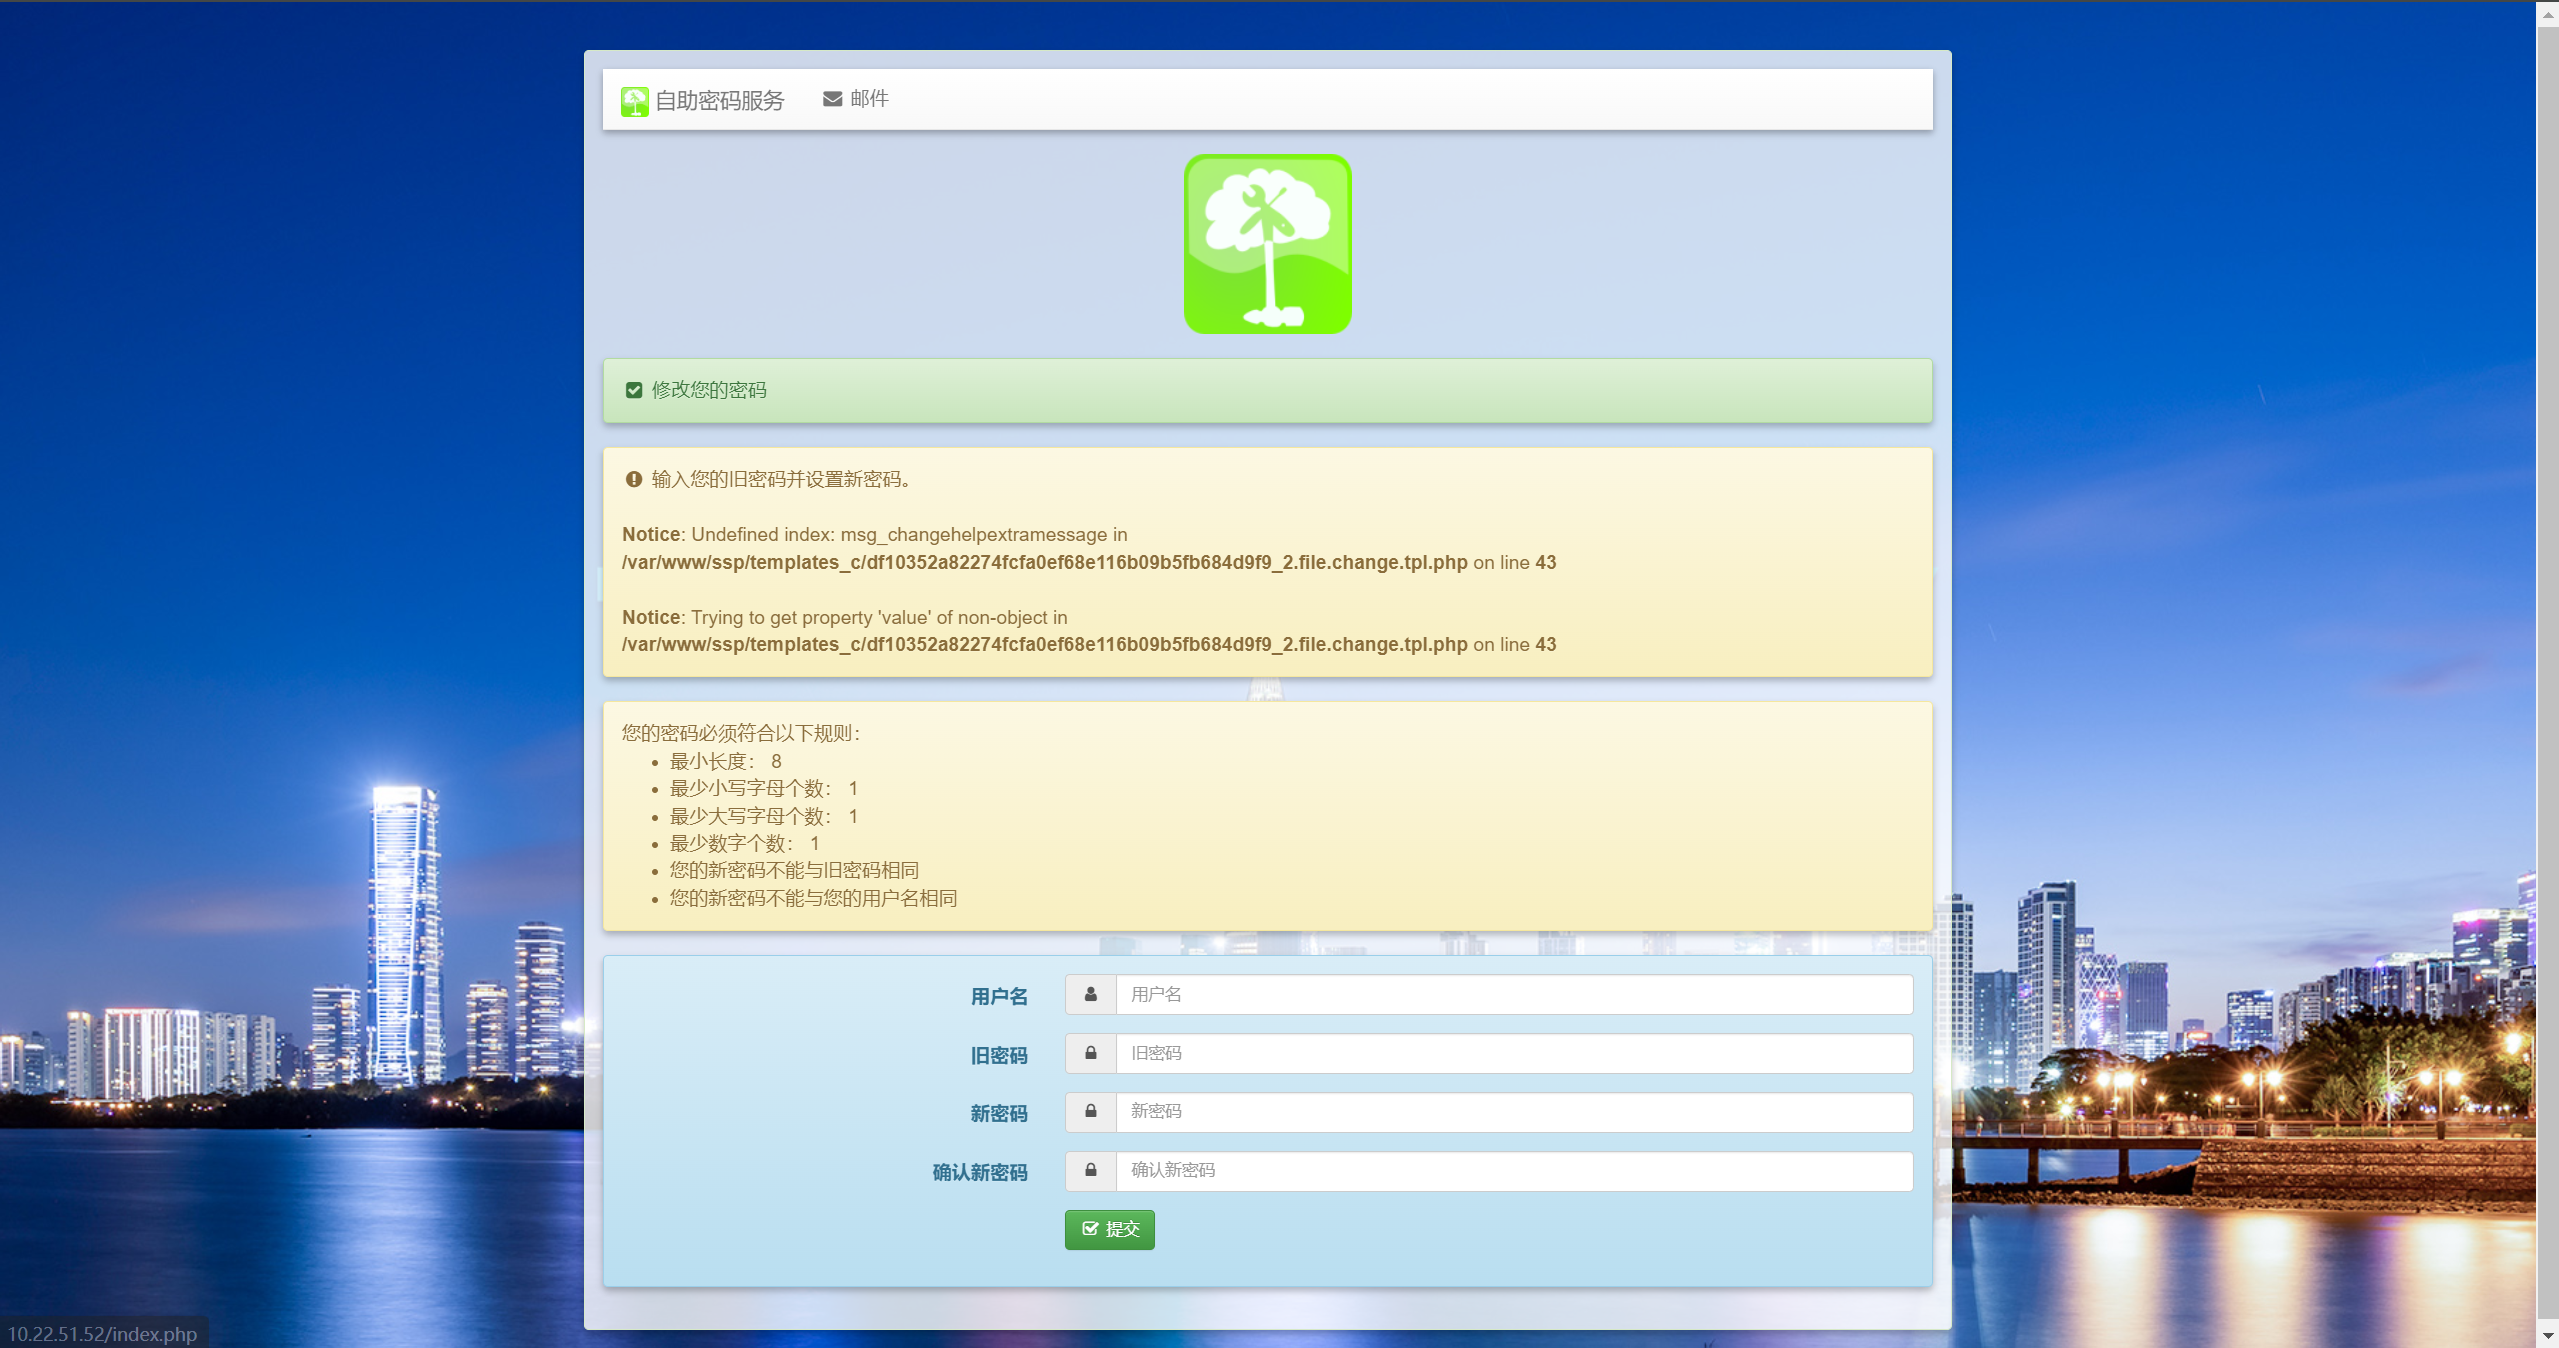 自助密码服务 邮件
修改您的密码
输入您的旧密码并设置新密码。
Notice: Undefined index: msg_changehelpextramessage in
/var/www/ssp/templates_c/df10352a82274fcfa0ef68e116b09b5fb684d9f9_2.file.change.tpl.php on line 43
Notice: Trying to get property 'value' of non-object in
/var/www/ssp/templates_c/df10352a82274fcfa0ef68e116b09b5fb684d9f9_2.file.change.tpl.php on line 43
您的密码必须符合以下规则：
• 最小长度： 8
• 最少小写字母个数： 1
• 最少大写字母个数： 1
• 最少数字个数： 1
• 您的新密码不能与旧密码相同
• 您的新密码不能与您的用户名相同
用户名 用户名
旧密码 旧密码
新密码 新密码
确认新密码 确认新密码
提交
10.22.51.52/index.php